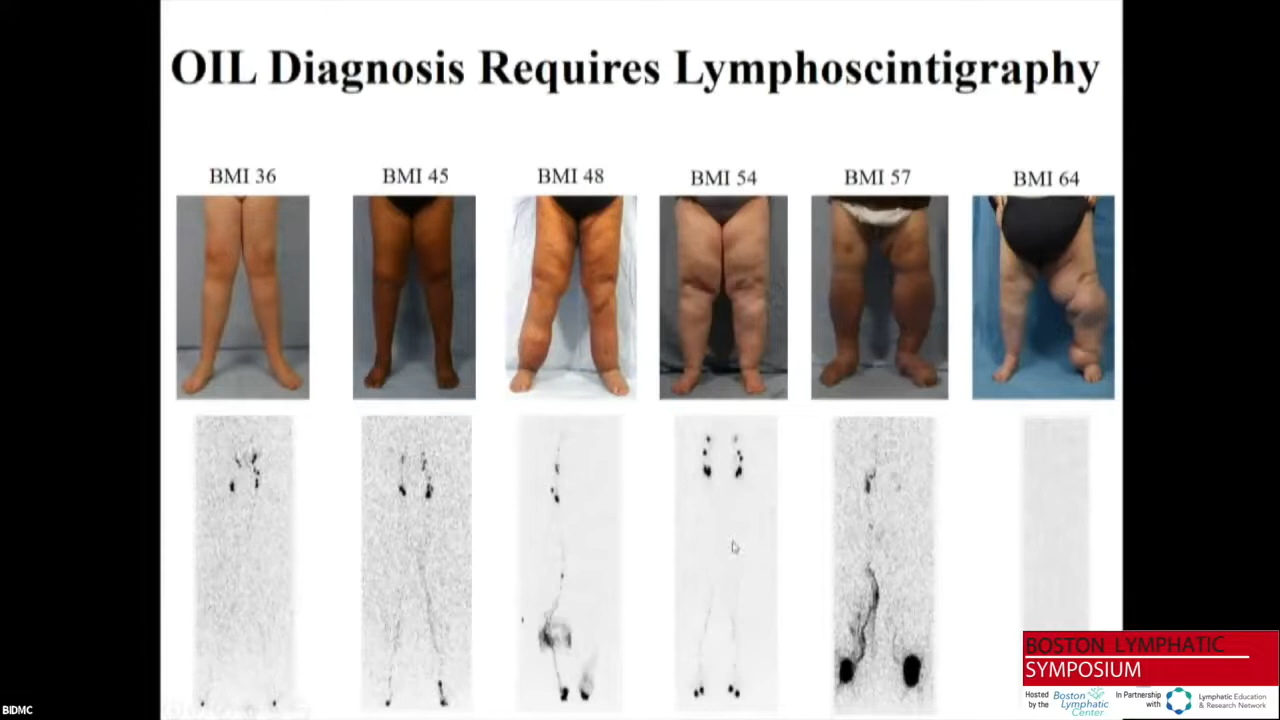 OIL Diagnosis Requires Lymphoscintigraphy
BMI 36
BMI 45
BMI 48
BMI 54
BMI 57
BMI 64
BOSTON LYMPHATIC
SYMPOSIUM
Hosted
by the
Boston
Lymphatic
Center
In Partnership
with
Lymphatic Education
& Research Network
BIDMC